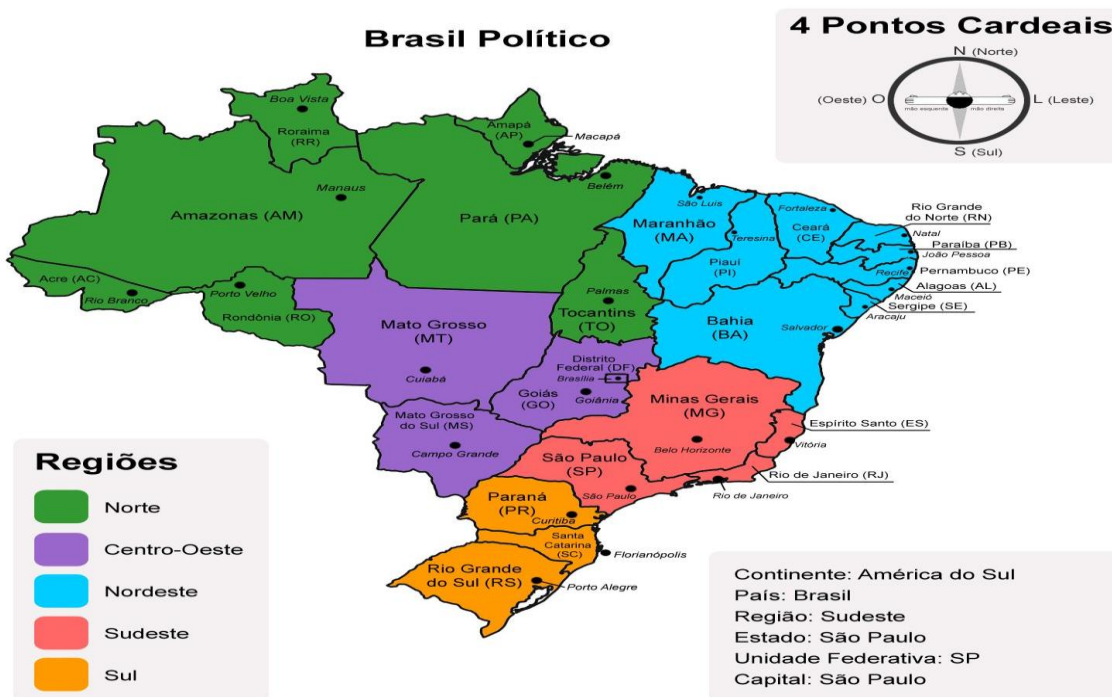 Brasil Político
4 Pontos Cardeais
N (Norte)
(Oeste) O
mão esquerda
mão direita
L (Leste)
S (Sul)
Boa Vista
Roraima
(RR)
Amapá
(AP)
Macapá
Manaus
Amazonas (AM)
Pará (PA)
Belém
São Luis
Maranhão
(MA)
Teresina
Piauí
(PI)
Fortaleza
Ceará
(CE)
Rio Grande
do Norte (RN)
Natal
Paraíba (PB)
João Pessoa
Recife
Pernambuco (PE)
Alagoas (AL)
Maceió
Sergipe (SE)
Aracaju
Acre (AC)
Rio Branco
Porto Velho
Rondônia (RO)
Palmas
Tocantins
(TO)
Bahia
(BA)
Salvador
Mato Grosso
(MT)
Cuiabá
Distrito
Federal (DF)
Brasília
Goiás
(GO)
Goiânia
Mato Grosso
do Sul (MS)
Campo Grande
Minas Gerais
(MG)
Belo Horizonte
Espírito Santo (ES)
Vitória
São Paulo
(SP)
São Paulo
Rio de Janeiro (RJ)
Rio de Janeiro
Paraná
(PR)
Curitiba
Santa
Catarina
(SC)
Florianópolis
Rio Grande
do Sul (RS)
Porto Alegre
Regiões
Norte
Centro-Oeste
Nordeste
Sudeste
Sul
Continente: América do Sul
País: Brasil
Região: Sudeste
Estado: São Paulo
Unidade Federativa: SP
Capital: São Paulo